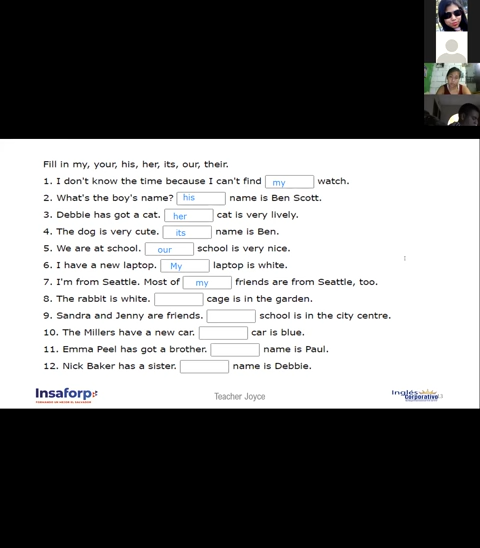 Fill in my, your, his, her, its, our, their.
1. I don't know the time because I can't find my watch.
2. What's the boy's name? his name is Ben Scott.
3. Debbie has got a cat. her cat is very lively.
4. The dog is very cute. its name is Ben.
5. We are at school. our school is very nice.
6. I have a new laptop. My laptop is white.
7. I'm from Seattle. Most of my friends are from Seattle, too.
8. The rabbit is white. cage is in the garden.
9. Sandra and Jenny are friends. school is in the city centre.
10. The Millers have a new car. car is blue.
11. Emma Peel has got a brother. name is Paul.
12. Nick Baker has a sister. name is Debbie.
Insaforp
Teacher Joyce
Inglés
Corporativo